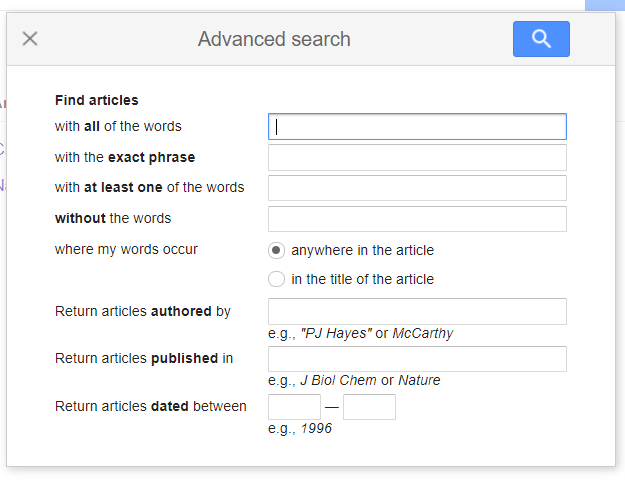 Advanced search
Find articles
with all of the words
with the exact phrase
with at least one of the words
without the words
where my words occur
anywhere in the article
in the title of the article
Return articles authored by
e.g., "PJ Hayes" or McCarthy
Return articles published in
e.g., J Biol Chem or Nature
Return articles dated between
—
e.g., 1996